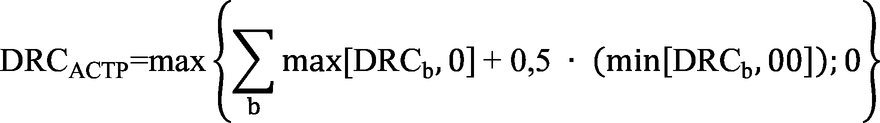 DRC_ACTP=max{∑_b max[DRC_b, 0] + 0,5 · (min[DRC_b, 00]); 0}